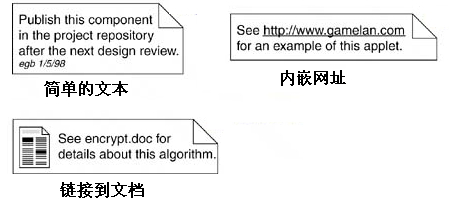 Publish this component
in the project repository
after the next design review.
egb 1/5/98
简单的文本
See http://www.gamelan.com
for an example of this applet.
内嵌网址
See encrypt.doc for
details about this algorithm.
链接到文档